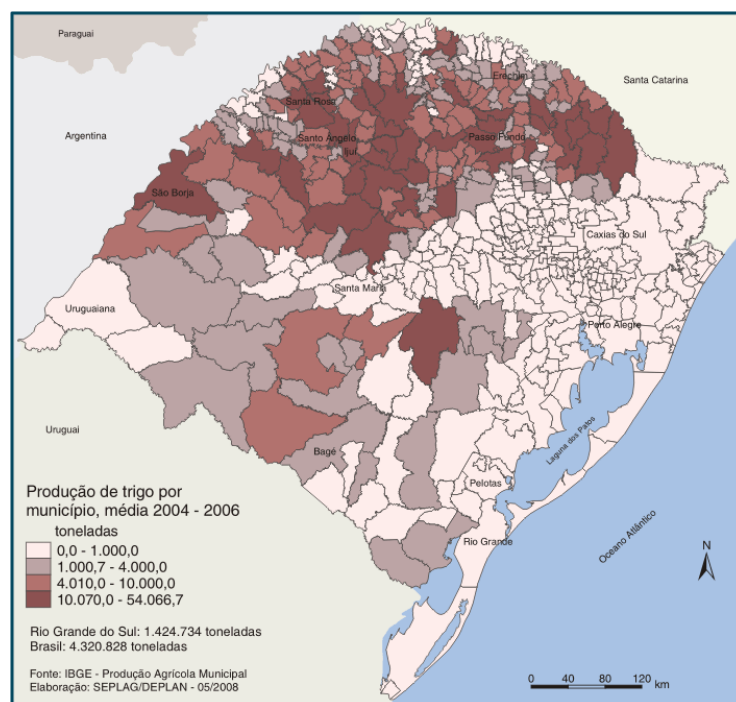 Paraguai
Santa Catarina
Erechim
Santa Rosa
Argentina
Santo Ângelo
Ijuí
Passo Fundo
São Borja
Caxias do Sul
Santa Maria
Uruguaiana
Porto Alegre
Uruguai
Laguna dos Patos
Bagé
Pelotas
Produção de trigo por
município, média 2004 - 2006
toneladas
0,0 - 1.000,0
1.000,7 - 4.000,0
4.010,0 - 10.000,0
10.070,0 - 54.066,7
Rio Grande
Oceano Atlântico
N
Rio Grande do Sul: 1.424.734 toneladas
Brasil: 4.320.828 toneladas
Fonte: IBGE - Produção Agrícola Municipal
Elaboração: SEPLAG/DEPLAN - 05/2008
0 40 80 120
km